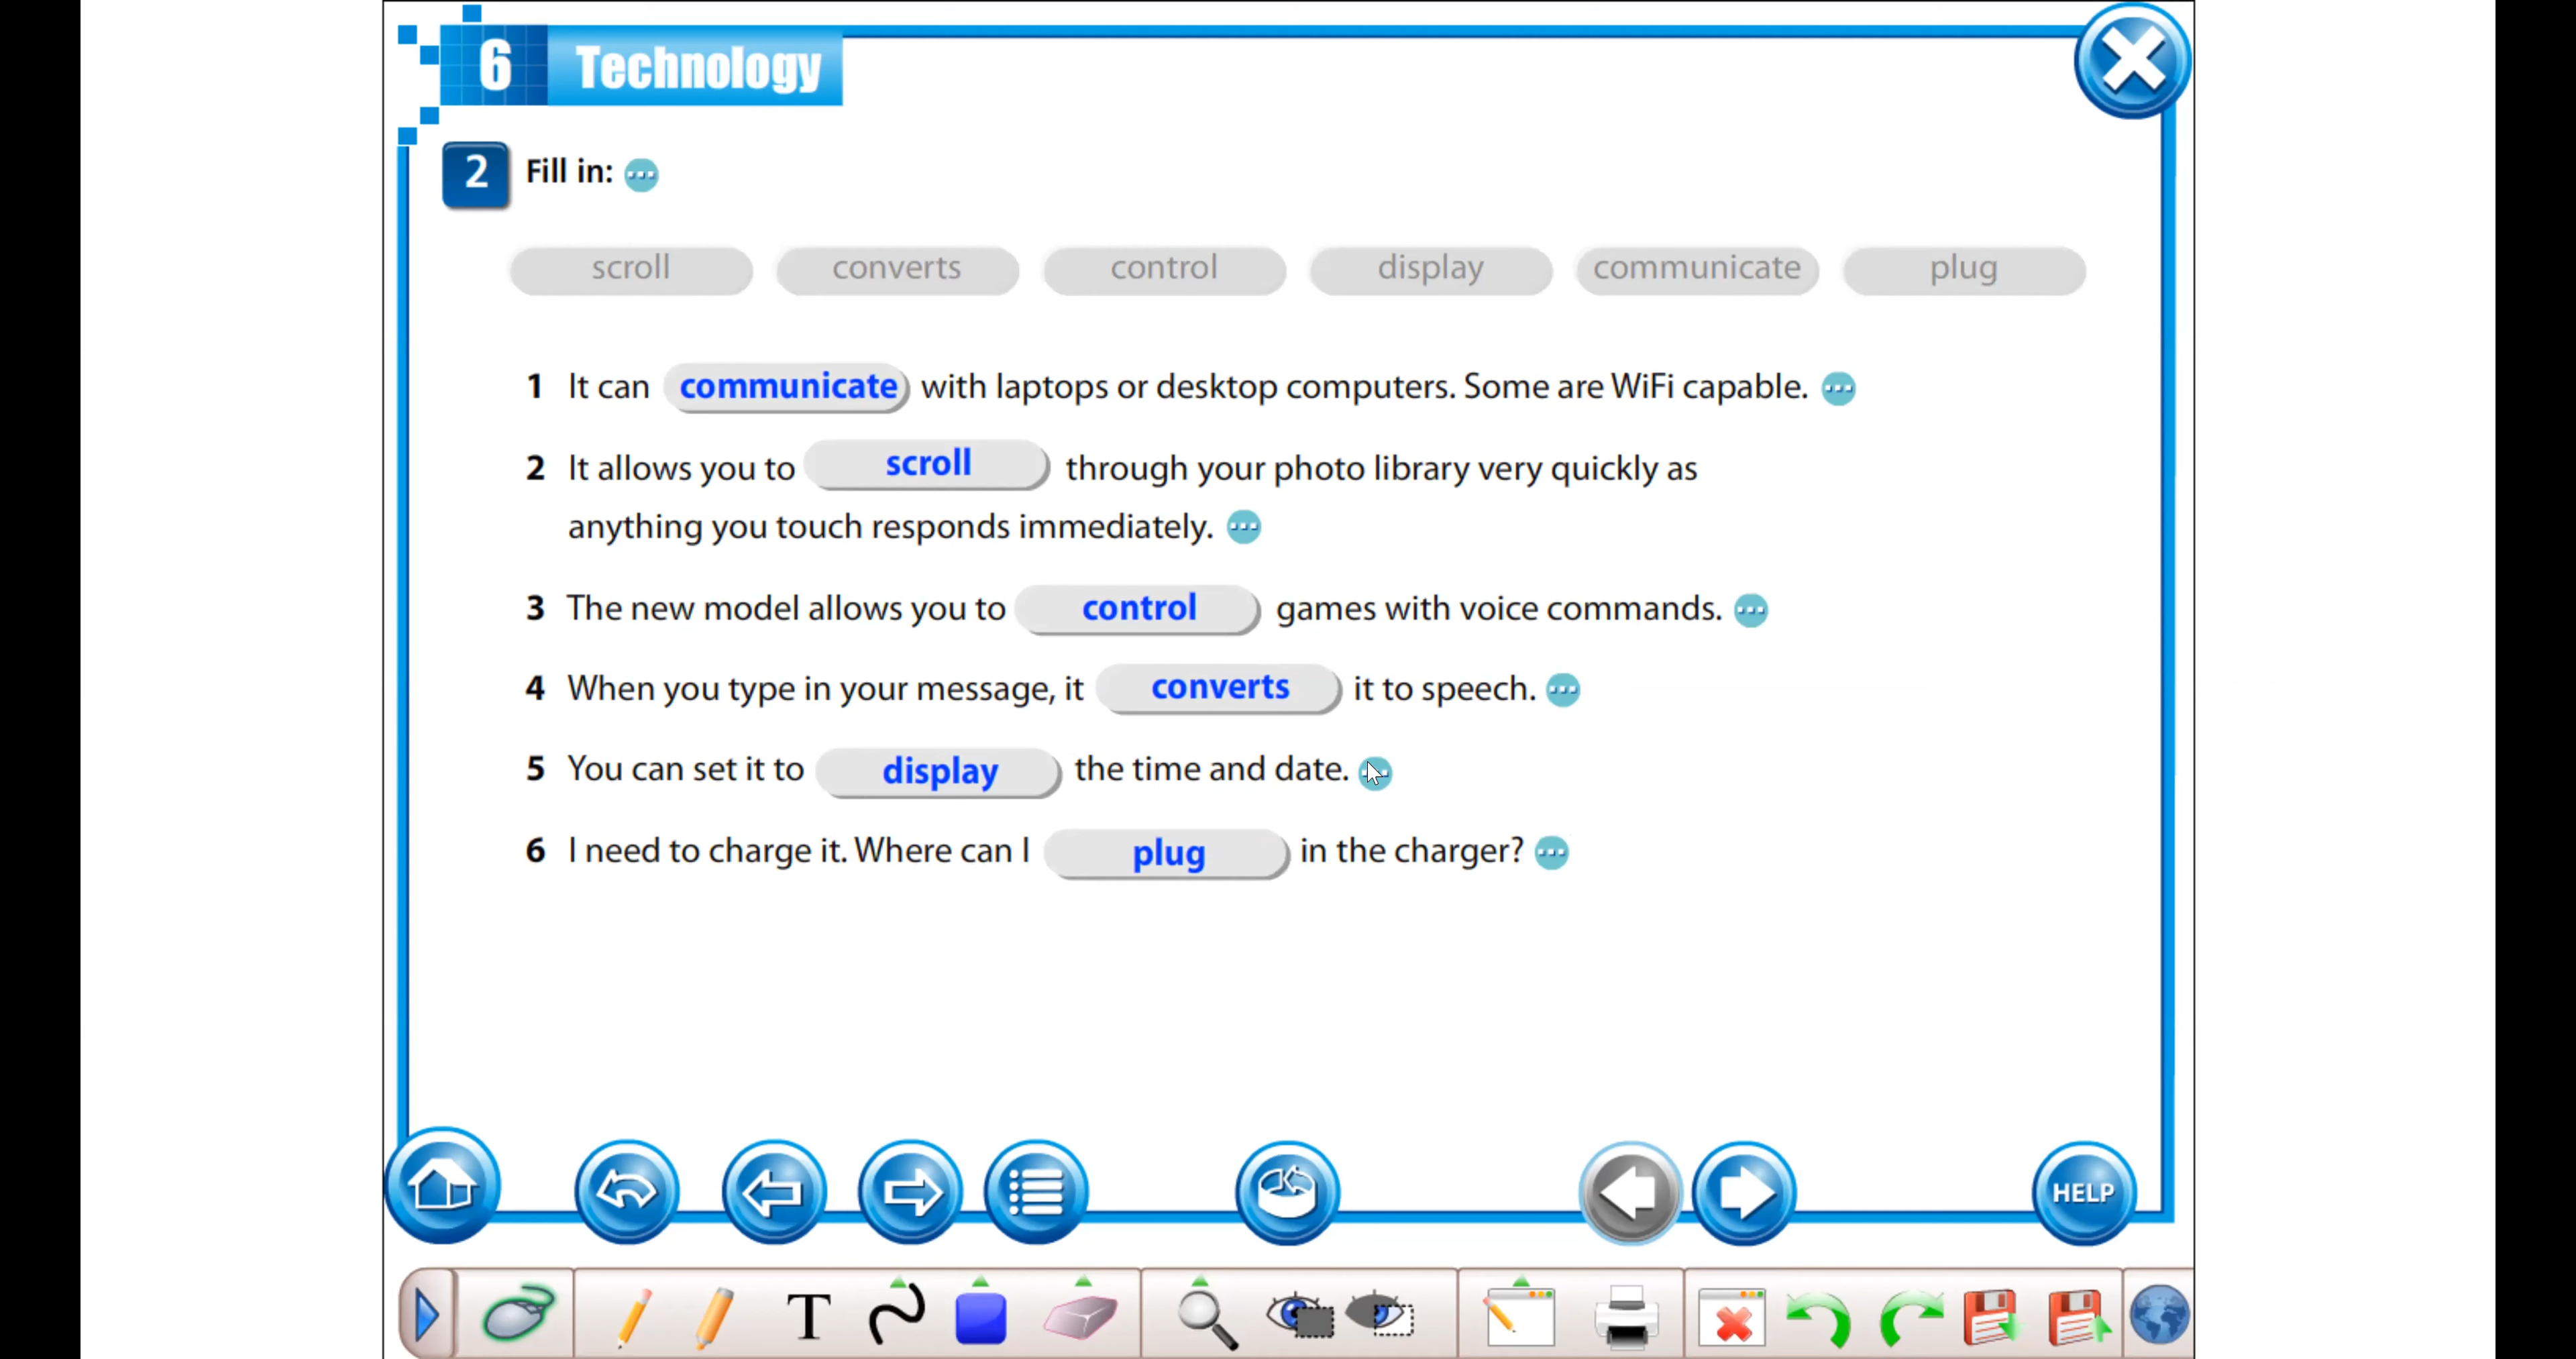 6 Technology
2 Fill in:
scroll converts control display communicate plug
1 It can communicate with laptops or desktop computers. Some are WiFi capable.
2 It allows you to scroll through your photo library very quickly as
anything you touch responds immediately.
3 The new model allows you to control games with voice commands.
4 When you type in your message, it converts it to speech.
5 You can set it to display the time and date.
6 I need to charge it. Where can I plug in the charger?
HELP
T